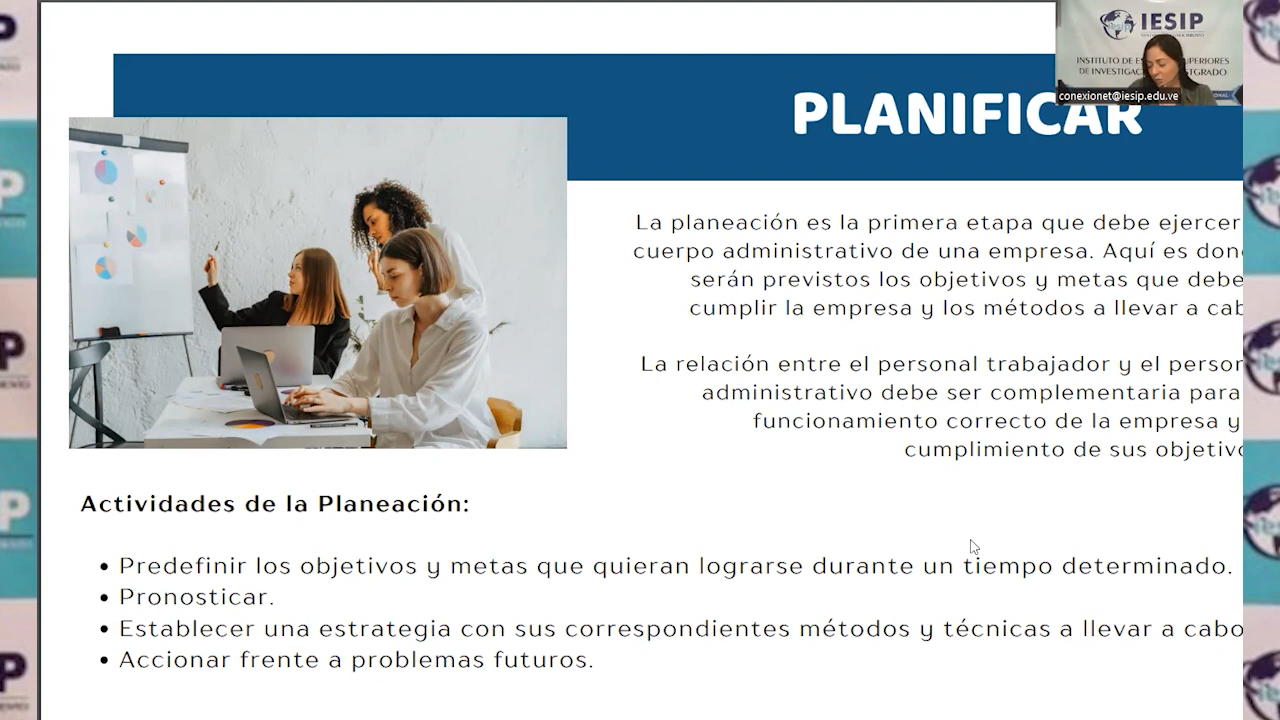 IESIP
INSTITUTO DE
SUPERIORES
DE INVESTIGAC
conexionet@iesip.edu.ve
PLANIFICAR
La planeación es la primera etapa que debe ejercer
cuerpo administrativo de una empresa. Aquí es don
serán previstos los objetivos y metas que debe
cumplir la empresa y los métodos a llevar a cab
La relación entre el personal trabajador y el person
administrativo debe ser complementaria para
funcionamiento correcto de la empresa y
cumplimiento de sus objetivo
Actividades de la Planeación:
• Predefinir los objetivos y metas que quieran lograrse durante un tiempo determinado.
• Pronosticar.
• Establecer una estrategia con sus correspondientes métodos y técnicas a llevar a cabo
• Accionar frente a problemas futuros.